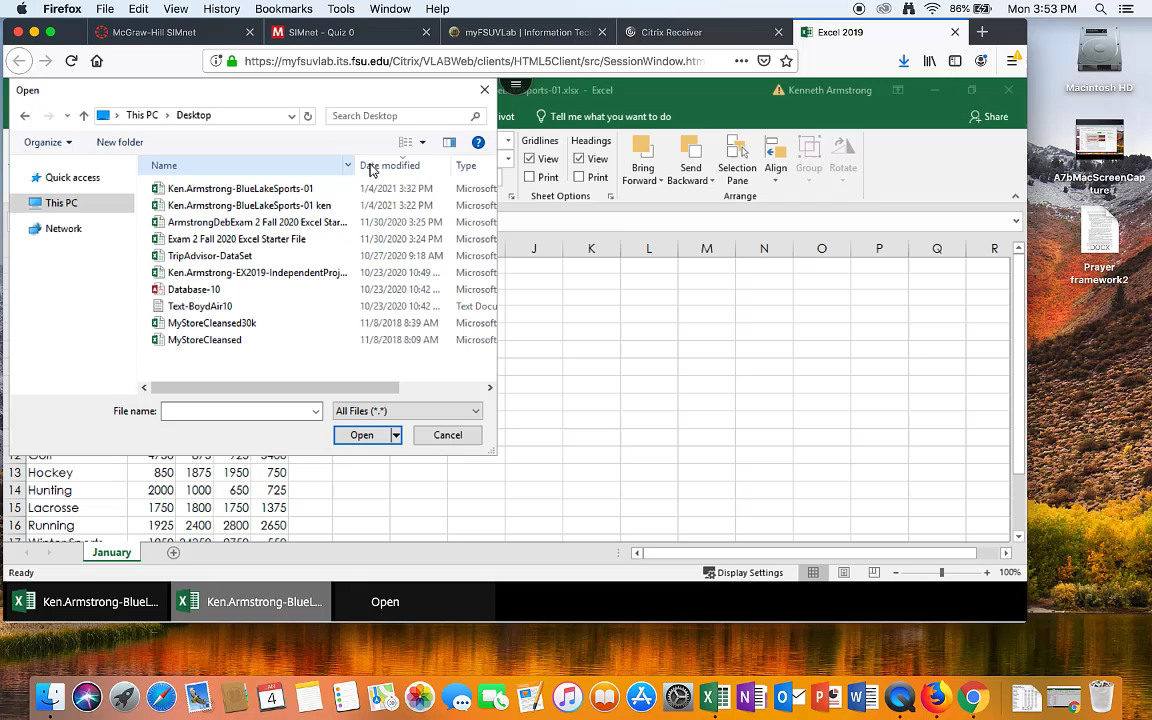 Firefox File Edit View History Bookmarks Tools Window Help 86% Mon 3:53 PM
McGraw-Hill SIMnet × SIMnet - Quiz 0 × myFSUVLab | Information Tec × Citrix Receiver × Excel 2019 × +
https://myfsuvlab.its.fsu.edu/Citrix/VLABWeb/clients/HTML5Client/src/SessionWindow.htm
Open
ports-01.xlsx - Excel Kenneth Armstrong
This PC > Desktop Search Desktop
ivot Tell me what you want to do Share
Organize New folder
Gridlines Headings
View View
Print Print
Sheet Options
Bring Forward
Send Backward
Selection Pane
Align
Group
Rotate
Arrange
Name Date modified Type
Quick access
This PC
Network
Ken.Armstrong-BlueLakeSports-01 1/4/2021 3:32 PM Microsoft
Ken.Armstrong-BlueLakeSports-01 ken 1/4/2021 3:22 PM Microsoft
ArmstrongDebExam 2 Fall 2020 Excel Star... 11/30/2020 3:25 PM Microsoft
Exam 2 Fall 2020 Excel Starter File 11/30/2020 3:24 PM Microsoft
TripAdvisor-DataSet 10/27/2020 9:18 AM Microsoft
Ken.Armstrong-EX2019-IndependentProj... 10/23/2020 10:49 ... Microsoft
Database-10 10/23/2020 10:42 ... Microsoft
Text-BoydAir10 10/23/2020 10:42 ... Text Docu
MyStoreCleansed30k 11/8/2018 8:39 AM Microsoft
MyStoreCleansed 11/8/2018 8:09 AM Microsoft
File name: All Files (*.*)
Open Cancel
J K L M N O P Q R
13 Hockey 850 1875 1950 750
14 Hunting 2000 1000 650 725
15 Lacrosse 1750 1800 1750 1375
16 Running 1925 2400 2800 2650
January
Ready Display Settings 100%
Ken.Armstrong-BlueL... Ken.Armstrong-BlueL... Open
Macintosh HD
A7bMacScreenCapture
DOCX
Prayer framework2